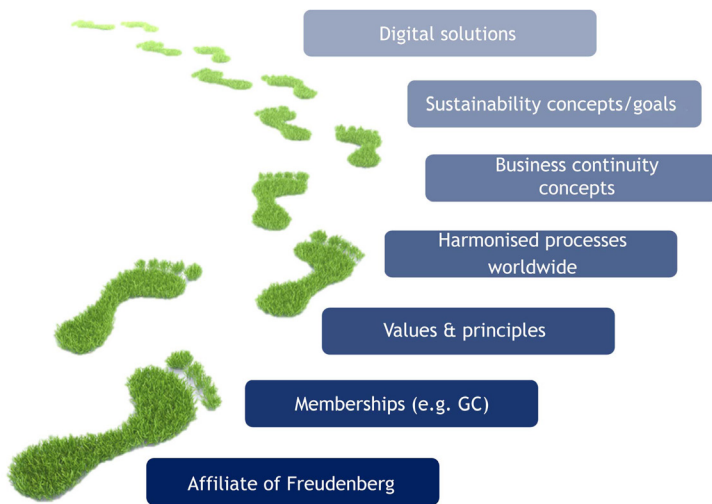 Digital solutions
Sustainability concepts/goals
Business continuity
concepts
Harmonised processes
worldwide
Values & principles
Memberships (e.g. GC)
Affiliate of Freudenberg